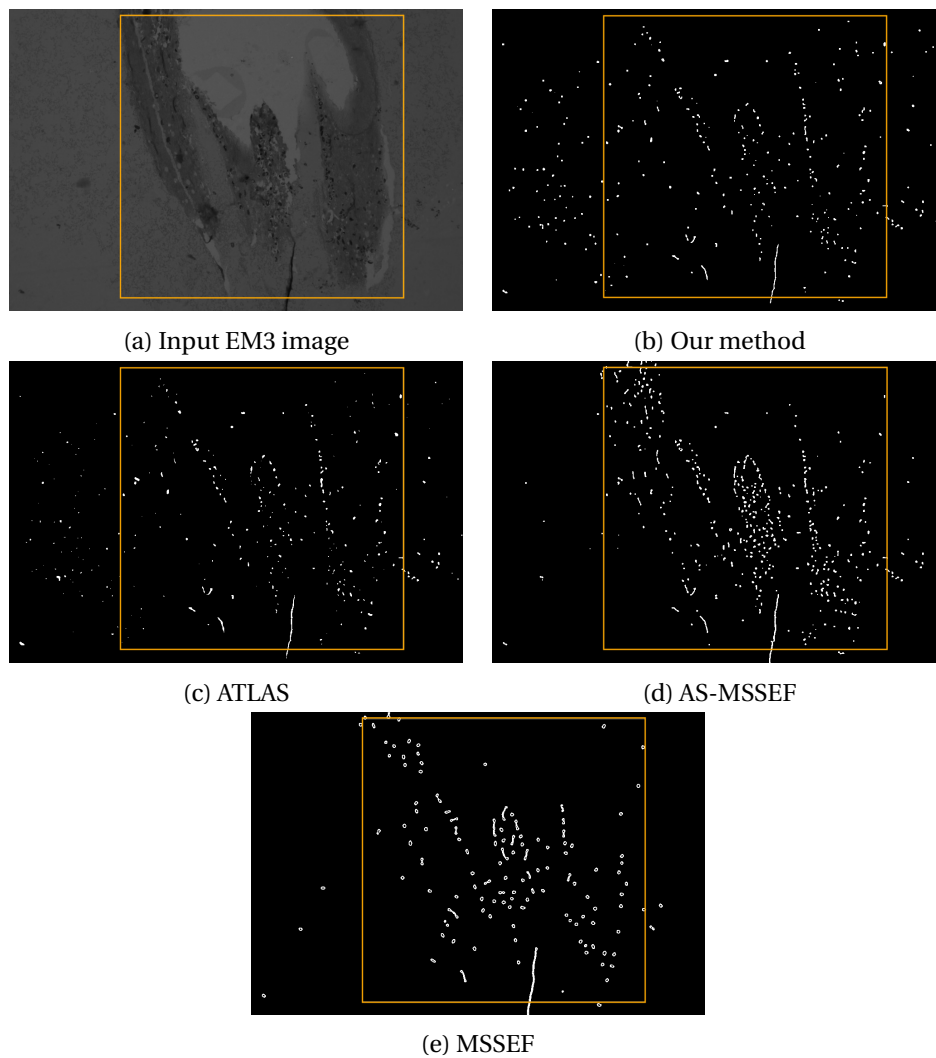 (a) Input EM3 image
(b) Our method
(c) ATLAS
(d) AS-MSSEF
(e) MSSEF